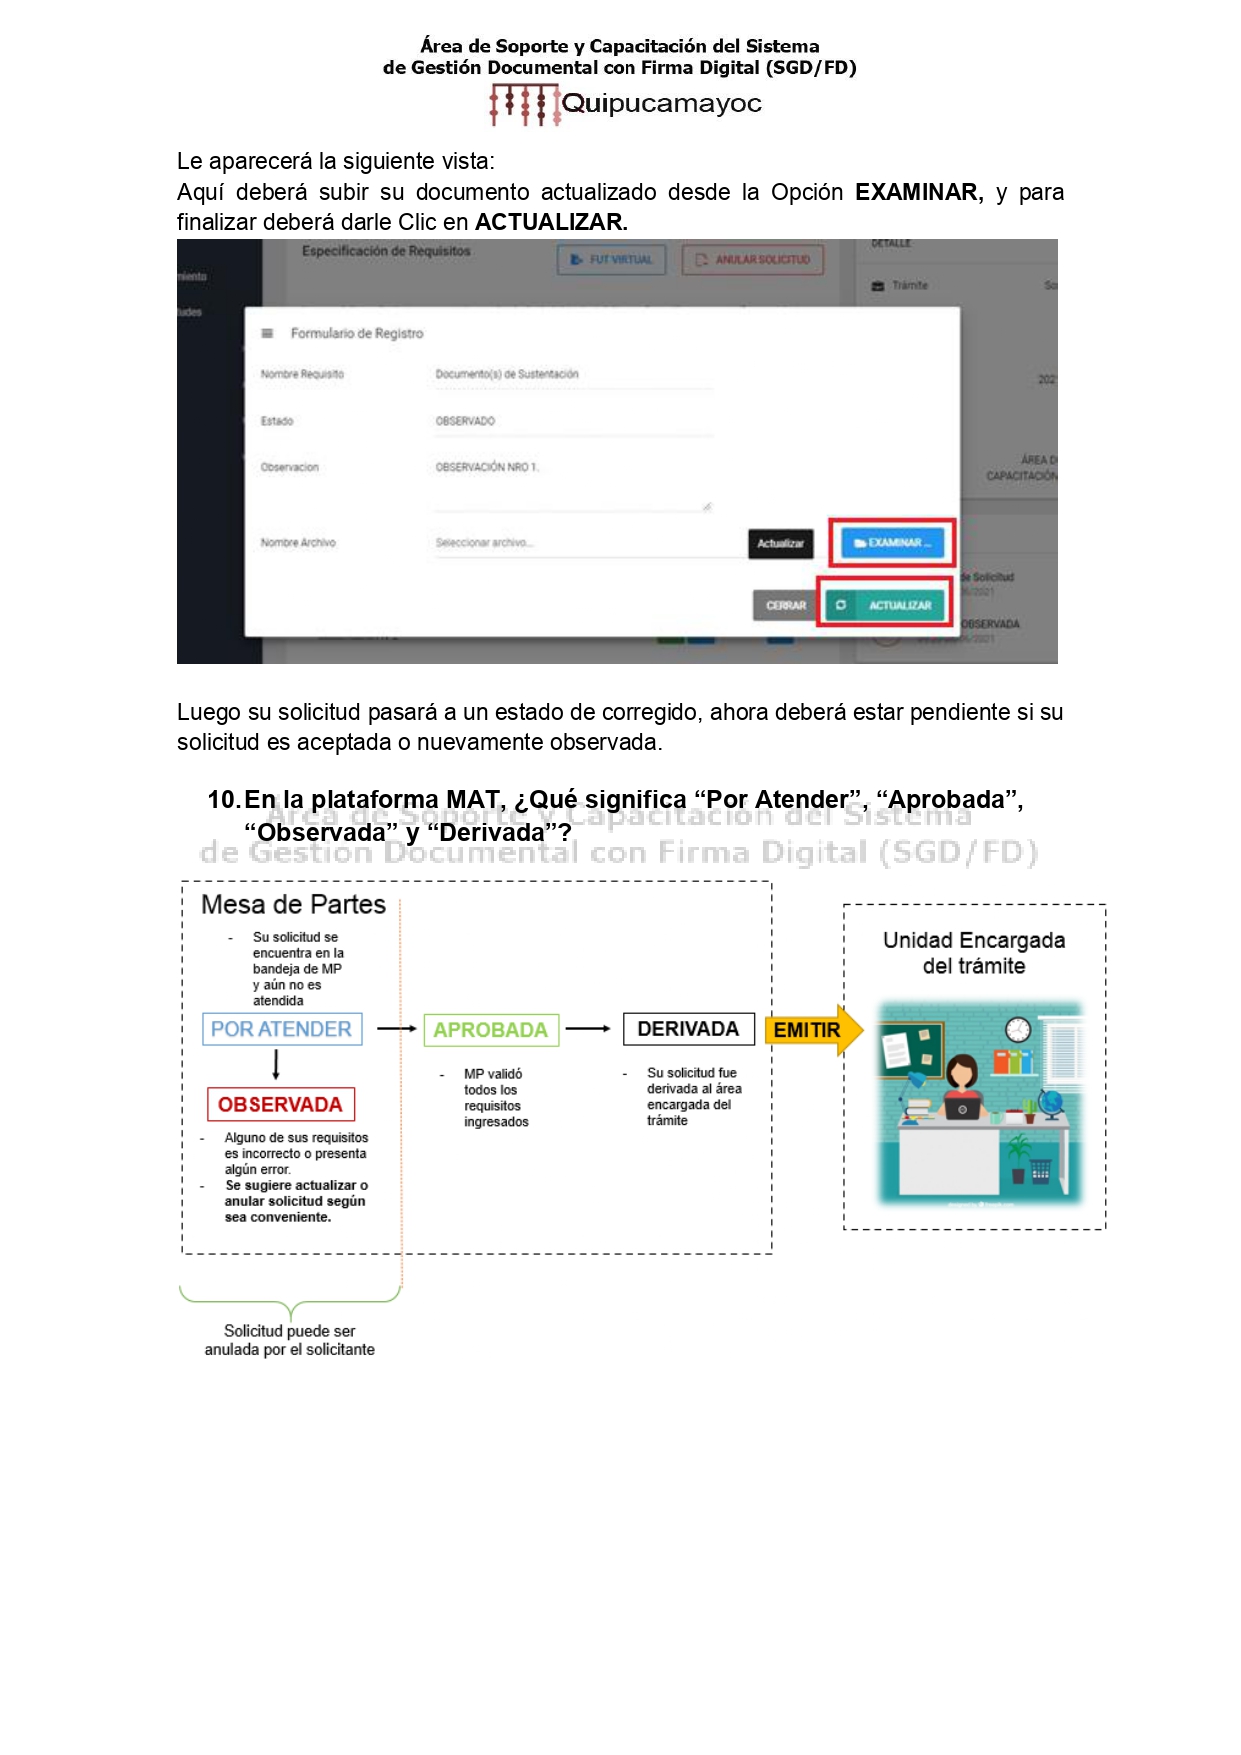 Área de Soporte y Capacitación del Sistema
de Gestión Documental con Firma Digital (SGD/FD)
Quipucamayoc
Le aparecerá la siguiente vista:
Aquí deberá subir su documento actualizado desde la Opción EXAMINAR, y para
finalizar deberá darle Clic en ACTUALIZAR.
Especificación de Requisitos
FUT VIRTUAL
ANULAR SOLICITUD
DETALLE
miento
Trámite
So
udes
Formulario de Registro
Nombre Requisito
Documento(s) de Sustentación
202
Estado
OBSERVADO
Observacion
OBSERVACIÓN NRO 1.
ÁREA D
CAPACITACIÓN
Nombre Archivo
Seleccionar archivo...
Actualizar
EXAMINAR ...
de Solicitud
CERRAR
ACTUALIZAR
OBSERVADA
Luego su solicitud pasará a un estado de corregido, ahora deberá estar pendiente si su
solicitud es aceptada o nuevamente observada.
10. En la plataforma MAT, ¿Qué significa “Por Atender”, “Aprobada”,
“Observada” y “Derivada”?
Área de Soporte y Capacitación del Sistema
de Gestión Documental con Firma Digital (SGD/FD)
Mesa de Partes
- Su solicitud se
encuentra en la
bandeja de MP
y aún no es
atendida
POR ATENDER
APROBADA
DERIVADA
EMITIR
Unidad Encargada
del trámite
- MP validó
todos los
requisitos
ingresados
- Su solicitud fue
derivada al área
encargada del
trámite
OBSERVADA
- Alguno de sus requisitos
es incorrecto o presenta
algún error.
- Se sugiere actualizar o
anular solicitud según
sea conveniente.
Solicitud puede ser
anulada por el solicitante